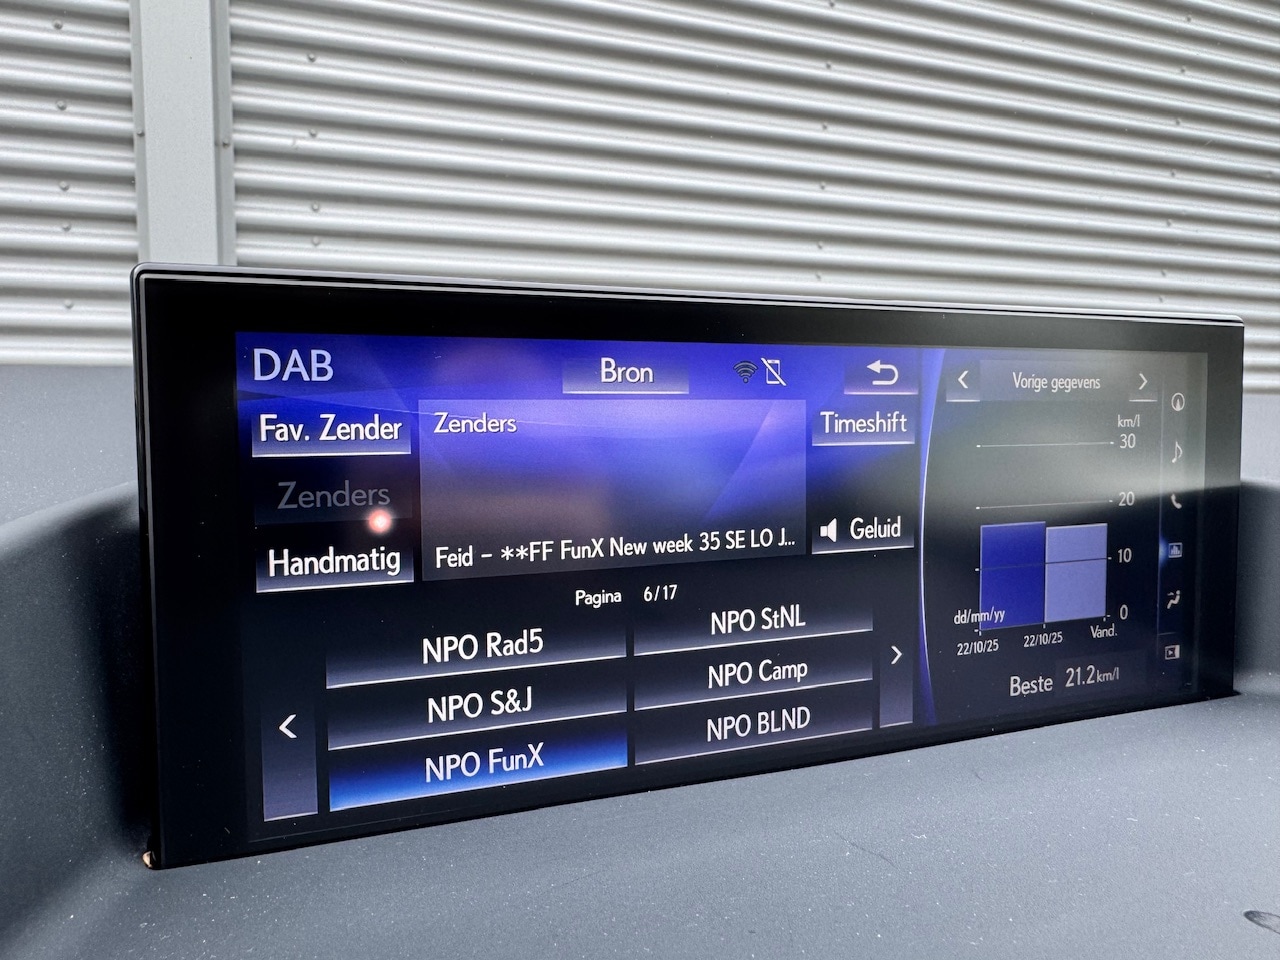 DAB
Bron
Fav. Zender
Zenders
Timeshift
Zenders
Handmatig
Feid - **FF FunX New week 35 SE LO J...
Geluid
Pagina 6/17
NPO Rad5
NPO StNL
NPO S&J
NPO Camp
NPO FunX
NPO BLND
Vorige gegevens
km/l
30
20
10
0
dd/mm/yy
22/10/25
22/10/25
Vand.
Beste 21.2 km/l